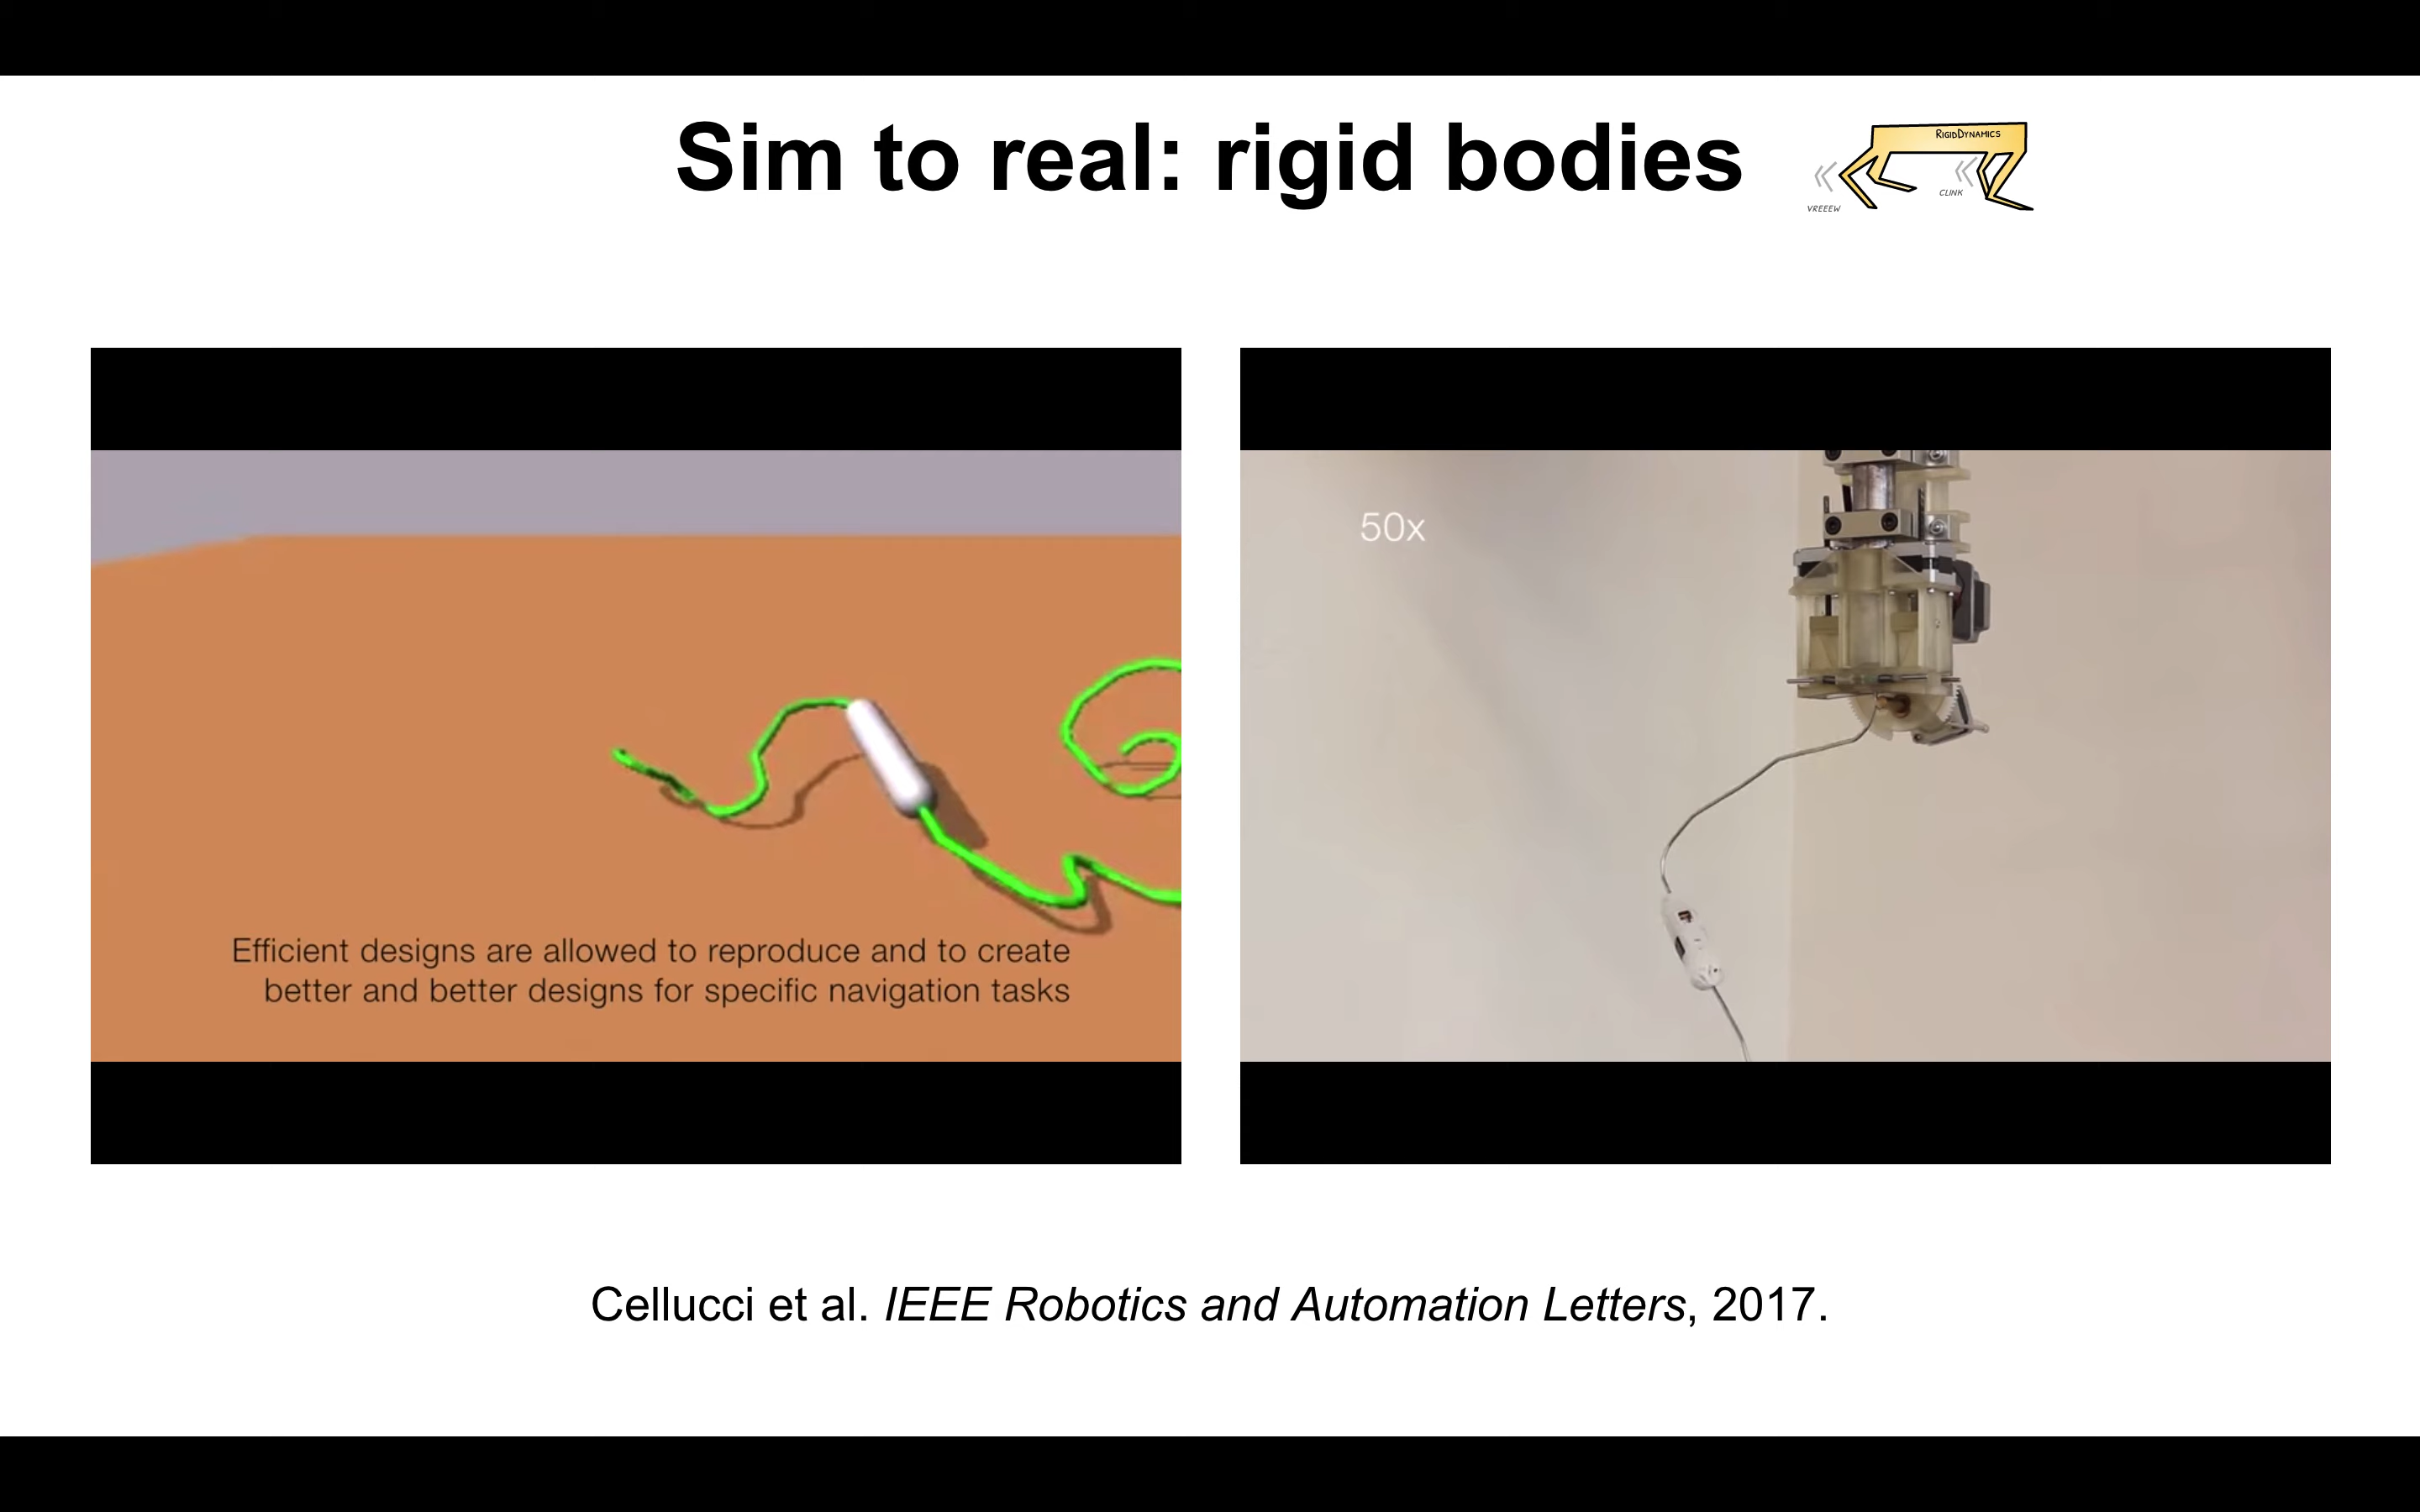 Sim to real: rigid bodies
RIGIDDYNAMICS
VREEEW
CLINK
Efficient designs are allowed to reproduce and to create
better and better designs for specific navigation tasks
50x
Cellucci et al. IEEE Robotics and Automation Letters, 2017.